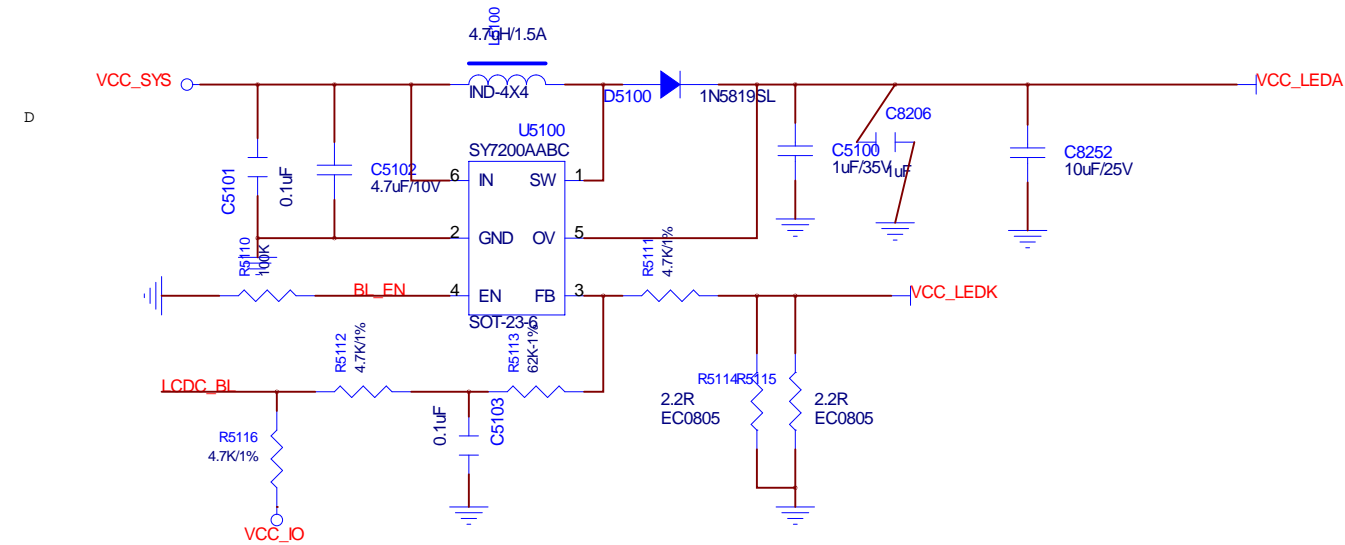 L5100
4.7uH/1.5A
VCC_SYS
IND-4X4
D5100
1N5819SL
VCC_LEDA
D
U5100
SY7200AABC
C8206
C5101
0.1uF
C5102
4.7uF/10V
6
IN
SW
1
C5100
1uF/35V
1uF
C8252
10uF/25V
2
GND
OV
5
R5110
100K
R5111
4.7K/1%
BL_EN
4
EN
FB
3
VCC_LEDK
SOT-23-6
R5112
4.7K/1%
R5113
62K-1%
LCDC_BL
R5114
R5115
2.2R
EC0805
2.2R
EC0805
R5116
4.7K/1%
0.1uF
C5103
VCC_IO